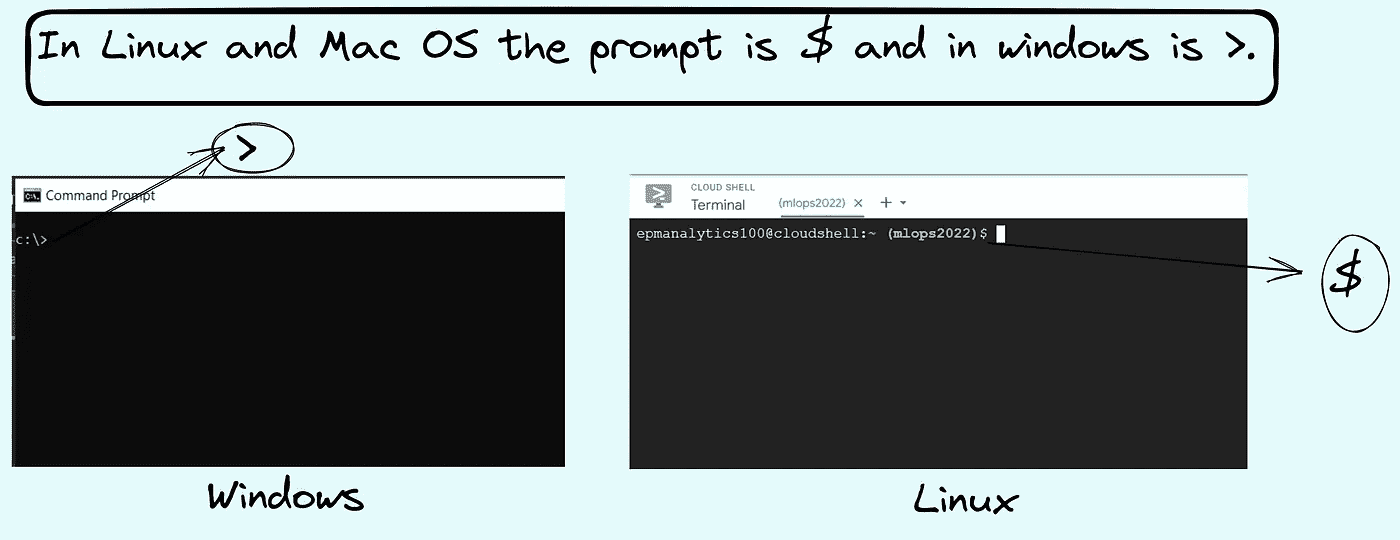 In Linux and Mac OS the prompt is $ and in windows is >.
>
C:\. Command Prompt
c:\>
Windows
CLOUD SHELL
Terminal
(mlops2022) × + ▾
epmanalytics100@cloudshell:~ (mlops2022)$
$
Linux